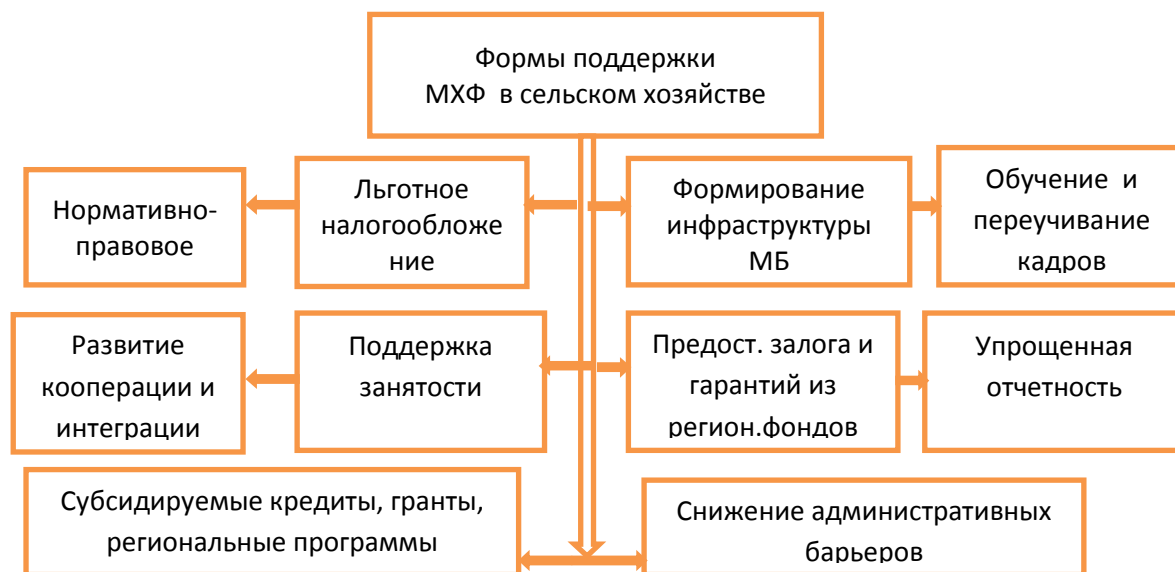 Формы поддержки
МХФ в сельском хозяйстве
Нормативно-
правовое
Льготное
налогообложе
ние
Формирование
инфраструктуры
МБ
Обучение и
переучивание
кадров
Развитие
кооперации и
интеграции
Поддержка
занятости
Предост. залога и
гарантий из
регион.фондов
Упрощенная
отчетность
Субсидируемые кредиты, гранты,
региональные программы
Снижение административных
барьеров